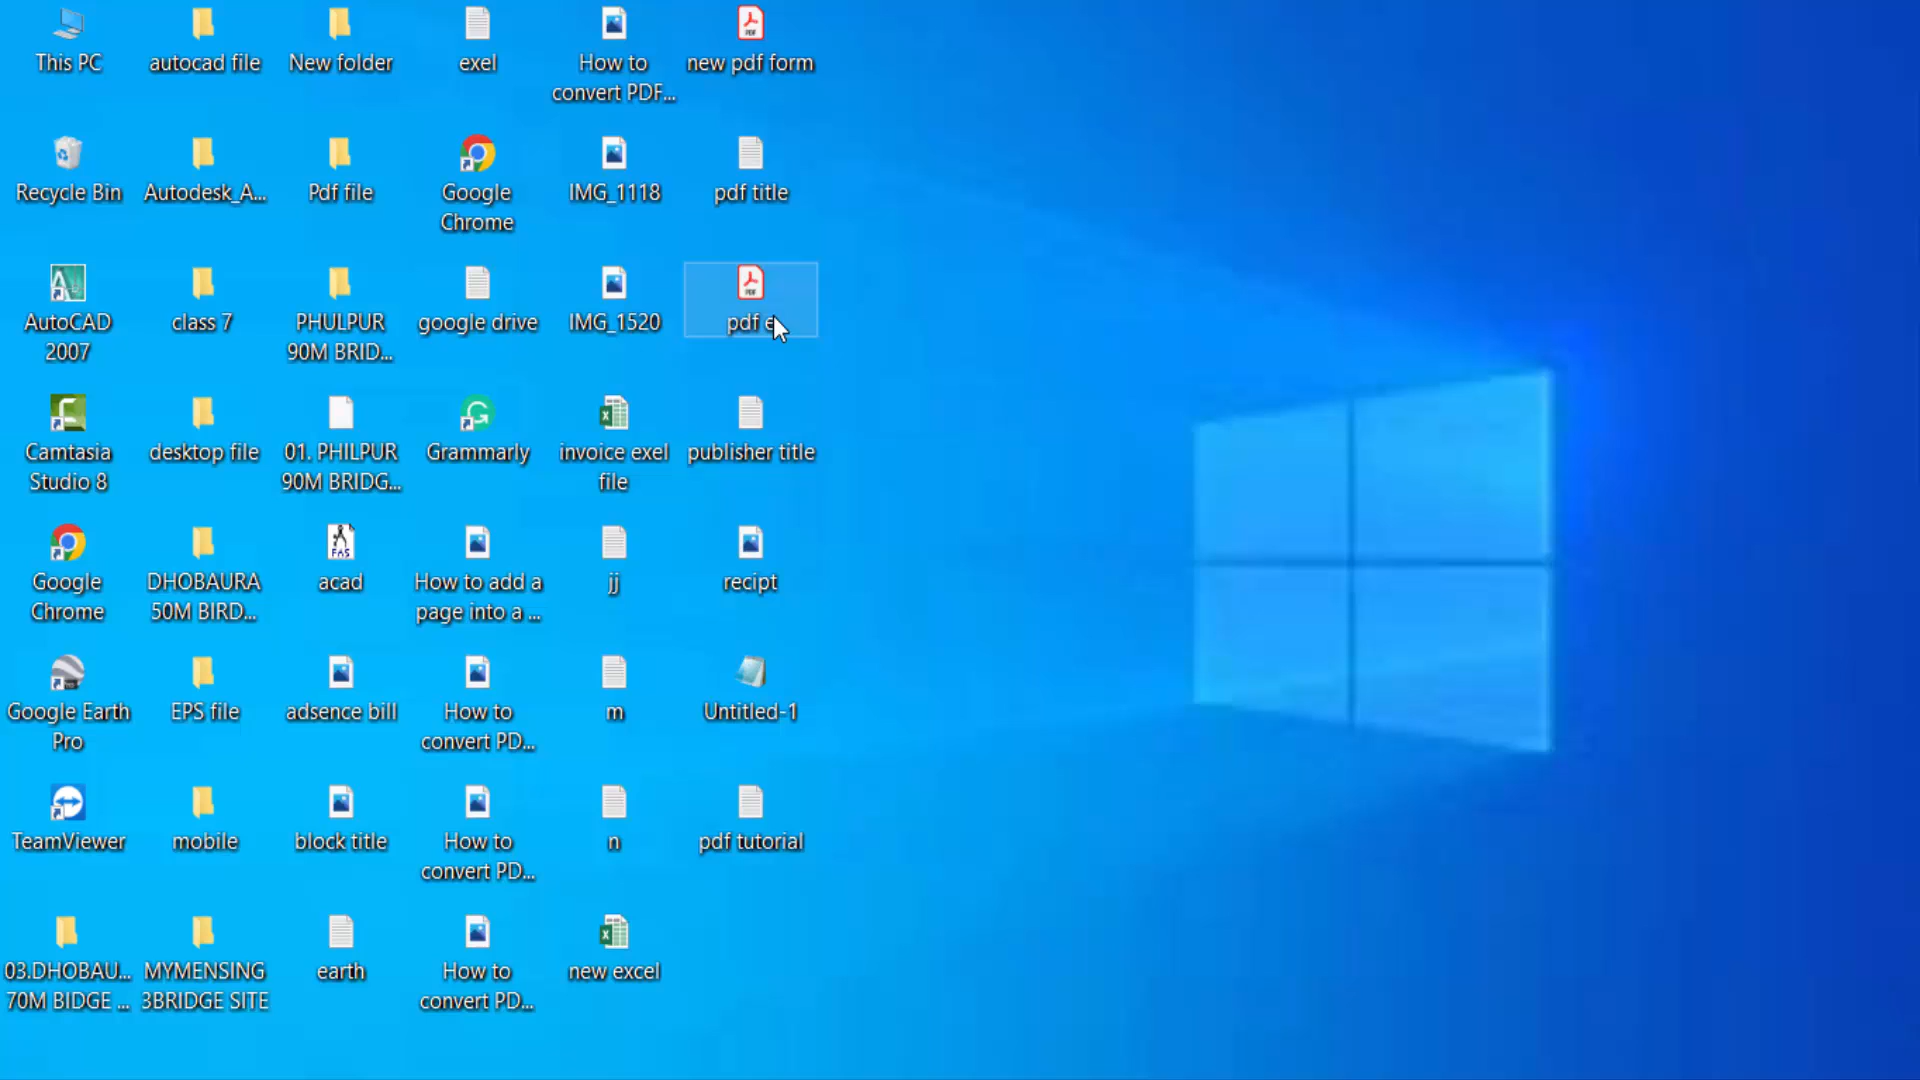 This PC
autocad file
New folder
exel
How to
convert PDF...
new pdf form
Recycle Bin
Autodesk_A...
Pdf file
Google
Chrome
IMG_1118
pdf title
AutoCAD
2007
class 7
PHULPUR
90M BRID...
google drive
IMG_1520
pdf e
Camtasia
Studio 8
desktop file
01. PHILPUR
90M BRIDG...
Grammarly
invoice exel
file
publisher title
Google
Chrome
DHOBAURA
50M BIRD...
acad
How to add a
page into a ...
jj
recipt
Google Earth
Pro
EPS file
adsence bill
How to
convert PD...
m
Untitled-1
TeamViewer
mobile
block title
How to
convert PD...
n
pdf tutorial
03.DHOBAU...
70M BIDGE ...
MYMENSING
3BRIDGE SITE
earth
How to
convert PD...
new excel